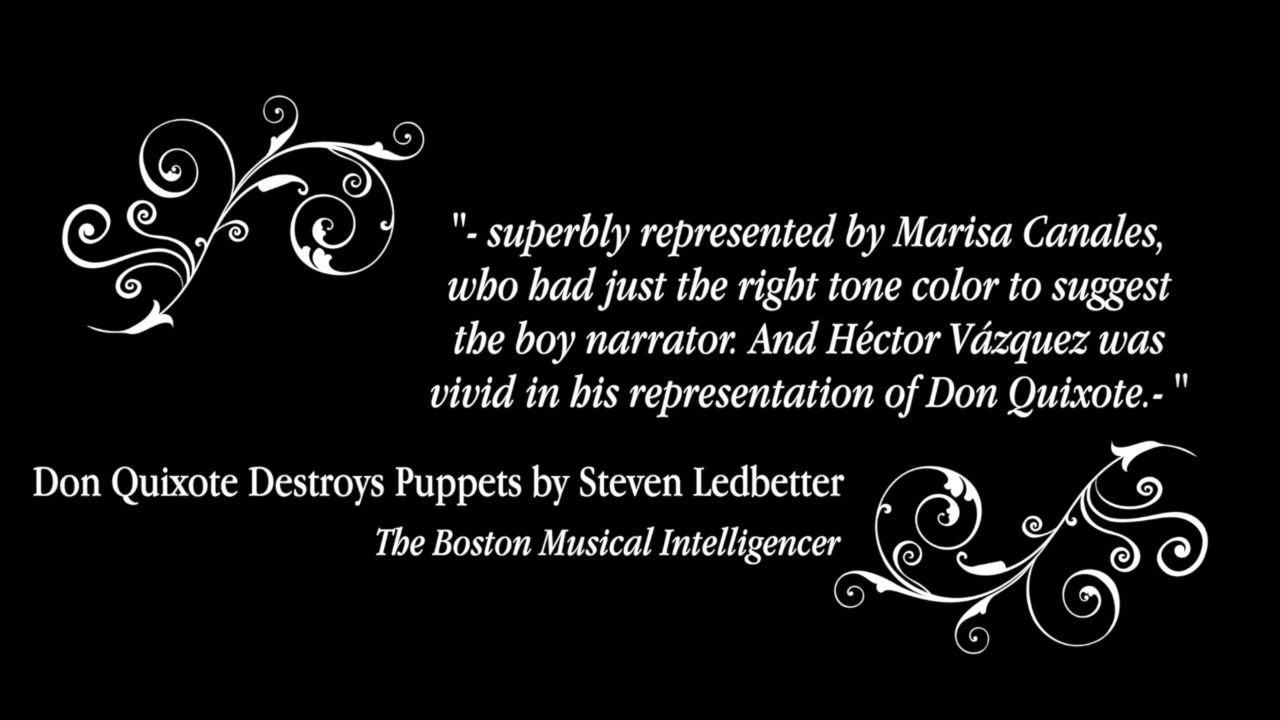 "- superbly represented by Marisa Canales,
who had just the right tone color to suggest
the boy narrator. And Héctor Vázquez was
vivid in his representation of Don Quixote.- "
Don Quixote Destroys Puppets by Steven Ledbetter
The Boston Musical Intelligencer